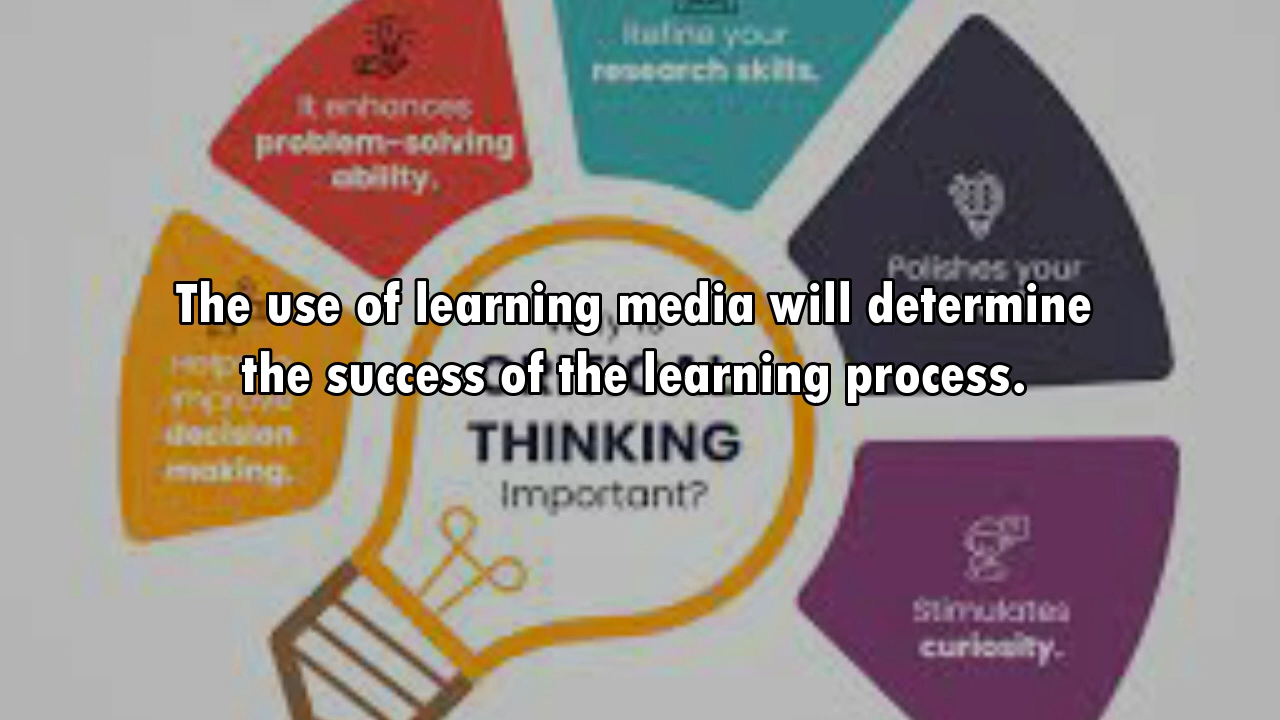 Refine your
research skills.
It enhances
problem-solving
ability.
Polishes your
The use of learning media will determine
the success of the learning process.
decision
making.
THINKING
Important?
Stimulates
curiosity.